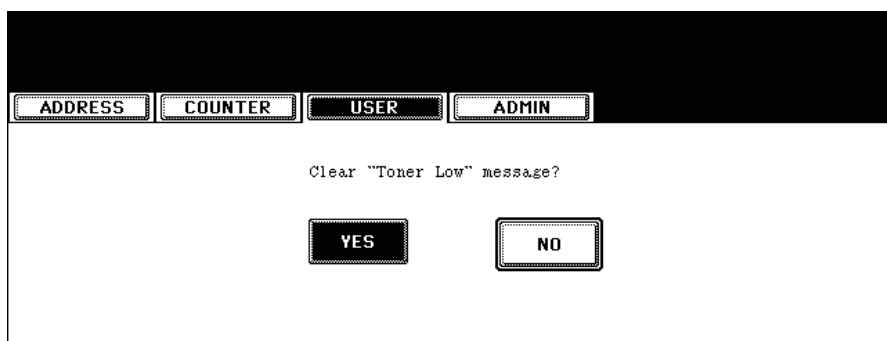 ADDRESS COUNTER USER ADMIN
Clear "Toner Low" message?
YES NO